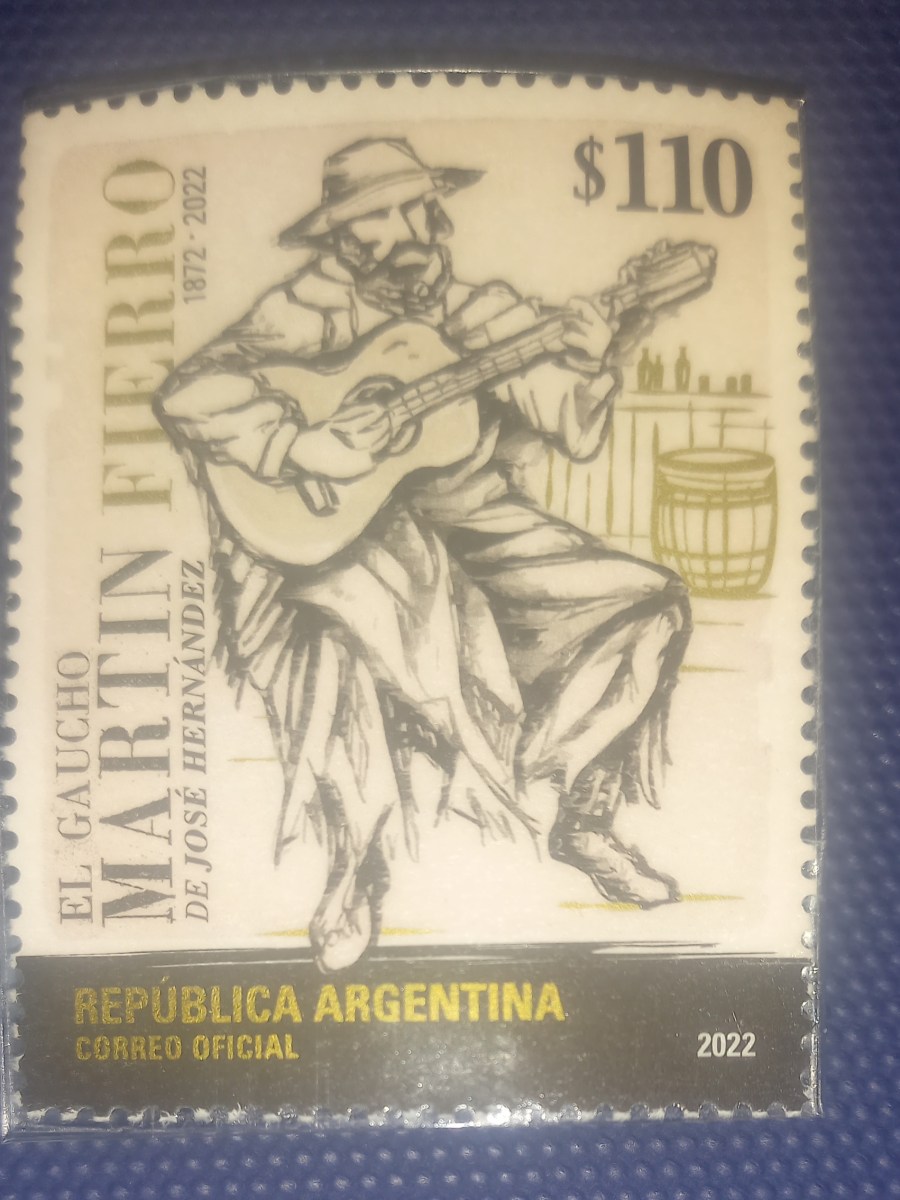 $110
EL GAUCHO
MARTIN FIERRO
1872 · 2022
DE JOSÉ HERNÁNDEZ
REPÚBLICA ARGENTINA
CORREO OFICIAL
2022